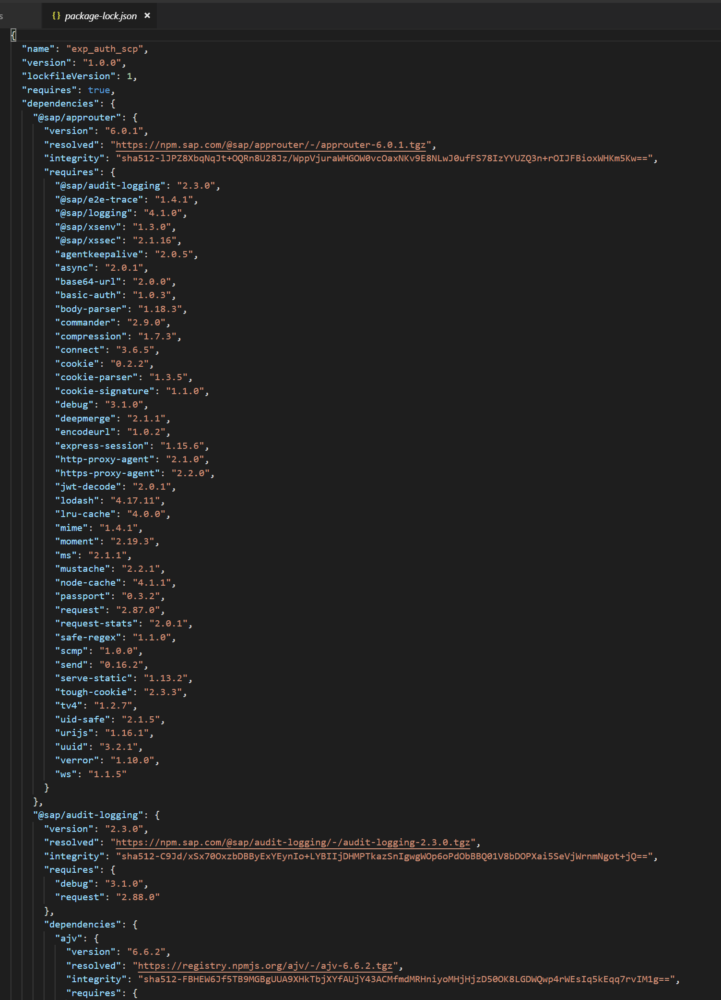 s
{} package-lock.json ×
{
"name": "exp_auth_scp",
"version": "1.0.0",
"lockfileVersion": 1,
"requires": true,
"dependencies": {
"@sap/approuter": {
"version": "6.0.1",
"resolved": "https://npm.sap.com/@sap/approuter/-/approuter-6.0.1.tgz",
"integrity": "sha512-lJPZ8XbqNqJt+OQRn8U28Jz/WppVjuraWHGOW0vcOaxNKv9E8NLwJ0ufFS78IzYYUZQ3n+rOIJFBioxWHKm5Kw==",
"requires": {
"@sap/audit-logging": "2.3.0",
"@sap/e2e-trace": "1.4.1",
"@sap/logging": "4.1.0",
"@sap/xsenv": "1.3.0",
"@sap/xssec": "2.1.16",
"agentkeepalive": "2.0.5",
"async": "2.0.1",
"base64-url": "2.0.0",
"basic-auth": "1.0.3",
"body-parser": "1.18.3",
"commander": "2.9.0",
"compression": "1.7.3",
"connect": "3.6.5",
"cookie": "0.2.2",
"cookie-parser": "1.3.5",
"cookie-signature": "1.1.0",
"debug": "3.1.0",
"deepmerge": "2.1.1",
"encodeurl": "1.0.2",
"express-session": "1.15.6",
"http-proxy-agent": "2.1.0",
"https-proxy-agent": "2.2.0",
"jwt-decode": "2.0.1",
"lodash": "4.17.11",
"lru-cache": "4.0.0",
"mime": "1.4.1",
"moment": "2.19.3",
"ms": "2.1.1",
"mustache": "2.2.1",
"node-cache": "4.1.1",
"passport": "0.3.2",
"request": "2.87.0",
"request-stats": "2.0.1",
"safe-regex": "1.1.0",
"scmp": "1.0.0",
"send": "0.16.2",
"serve-static": "1.13.2",
"tough-cookie": "2.3.3",
"tv4": "1.2.7",
"uid-safe": "2.1.5",
"urijs": "1.16.1",
"uuid": "3.2.1",
"verror": "1.10.0",
"ws": "1.1.5"
}
},
"@sap/audit-logging": {
"version": "2.3.0",
"resolved": "https://npm.sap.com/@sap/audit-logging/-/audit-logging-2.3.0.tgz",
"integrity": "sha512-C9Jd/xSx70OxzbDBByExYEynIo+LYBIIjDHMPTkazSnIgwgWOp6oPdObBBQ01V8bDOPXai5SeVjWrnmNgot+jQ==",
"requires": {
"debug": "3.1.0",
"request": "2.88.0"
},
"dependencies": {
"ajv": {
"version": "6.6.2",
"resolved": "https://registry.npmjs.org/ajv/-/ajv-6.6.2.tgz",
"integrity": "sha512-FBHEW6Jf5TB9MGBgUUA9XHkTbjXYfAUjY43ACMfmdMRHniyoMHjHjzD50OK8LGDWQwp4rWEsIq5kEqq7rvIM1g==",
"requires": {